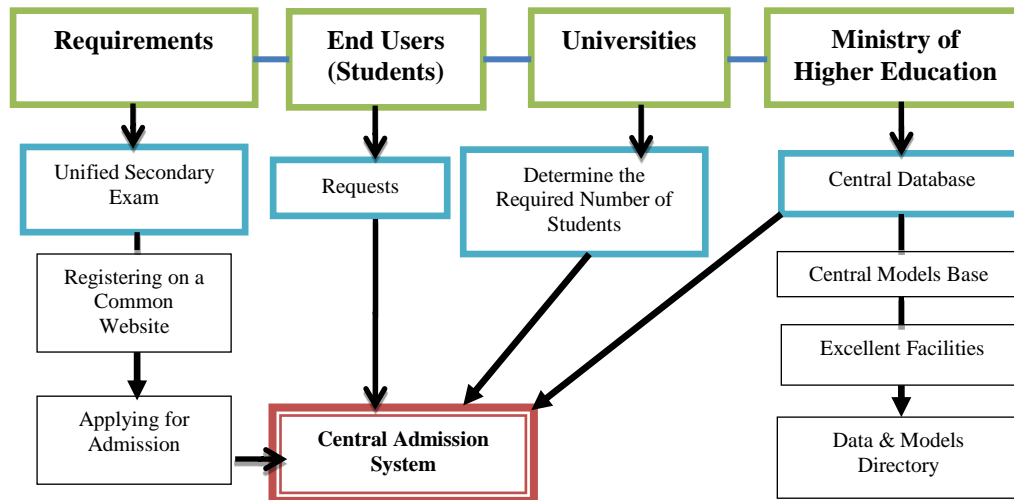 Requirements
End Users
(Students)
Universities
Ministry of
Higher Education
Unified Secondary
Exam
Requests
Determine the
Required Number of
Students
Central Database
Registering on a
Common
Website
Central Models Base
Excellent Facilities
Applying for
Admission
Central Admission
System
Data & Models
Directory